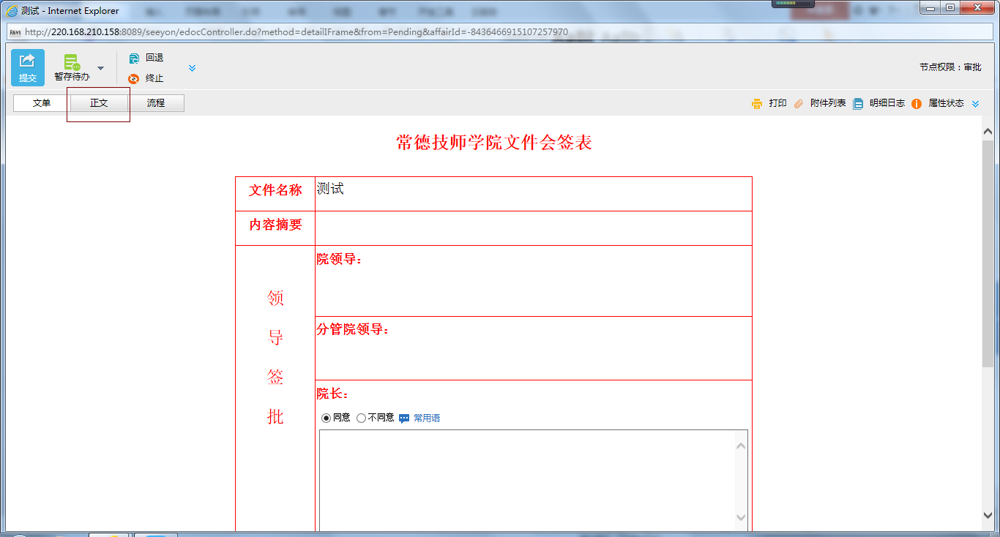 测试 - Internet Explorer
A8V5 http://220.168.210.158:8089/seeyon/edocController.do?method=detailIFrame&from=Pending&affairId=-8436466915107257970
提交
暂存待办
回退
终止
节点权限：审批
文单 正文 流程
打印 附件列表 明细日志 属性状态
常德技师学院文件会签表
文件名称 测试
内容摘要
领
导
签
批
院领导：
分管院领导：
院长：
同意 不同意 常用语